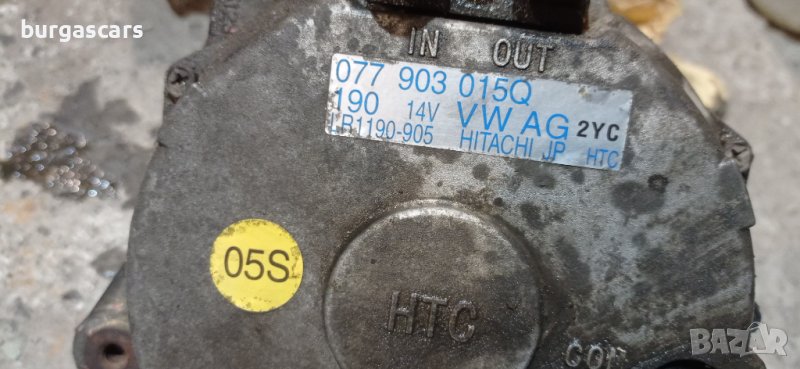 burgascars
IN OUT
077 903 015Q
190 14V VW AG 2YC
LR1190-905 HITACHI JP HTC
05S
HTC
BAZAR